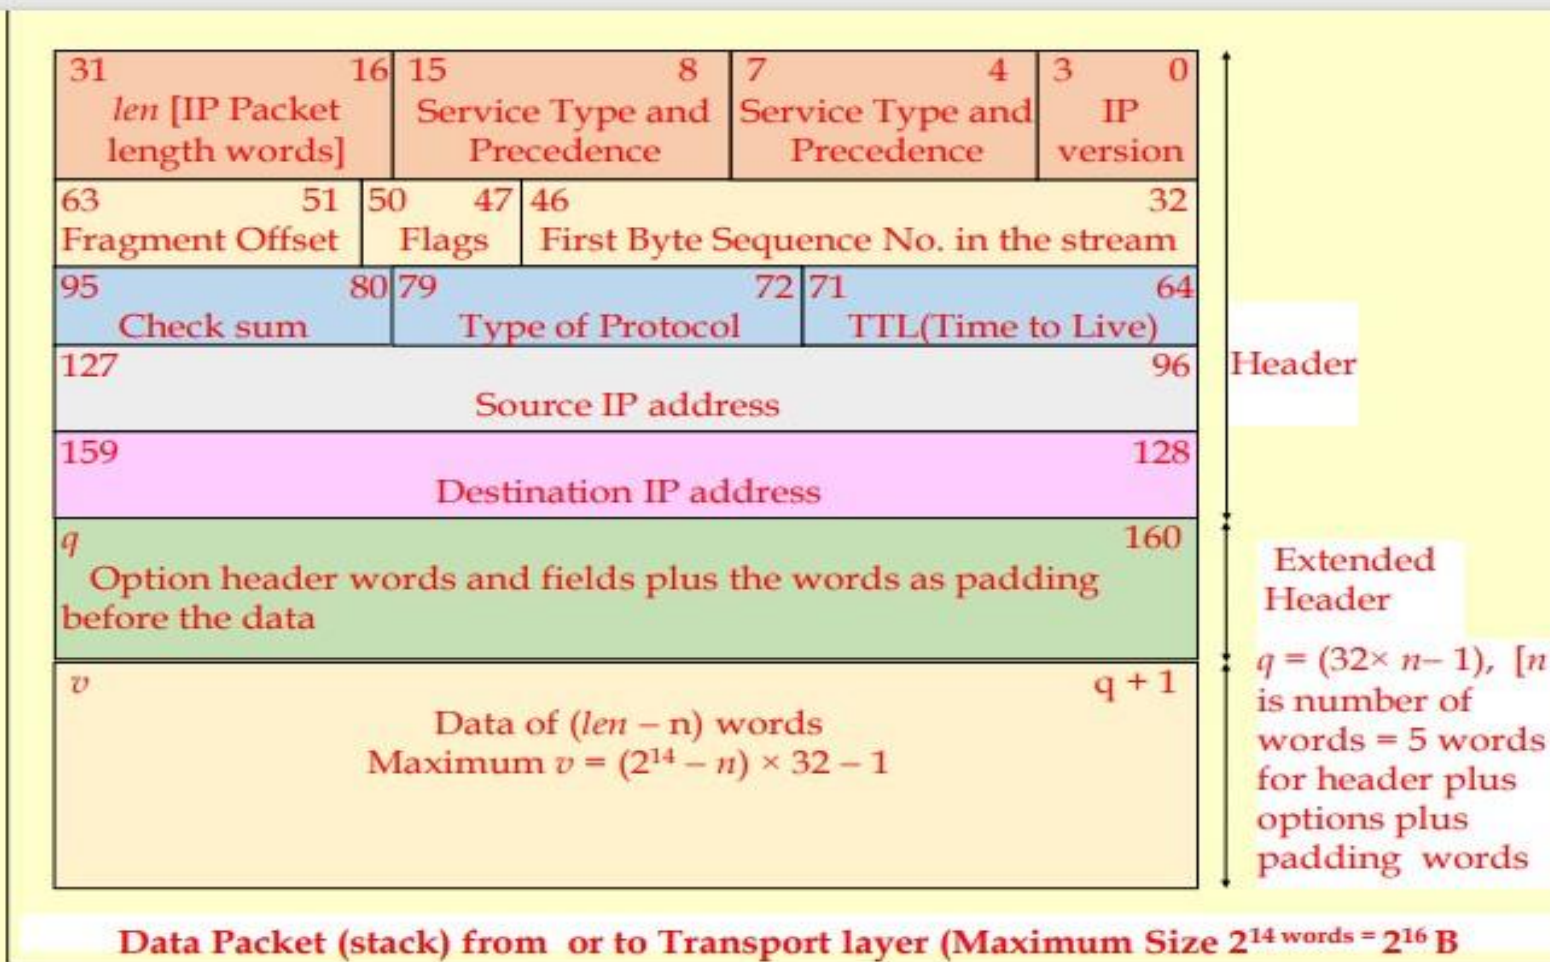 31 16 15 8 7 4 3 0
len [IP Packet Service Type and Service Type and IP
length words] Precedence Precedence version
63 51 50 47 46 32
Fragment Offset Flags First Byte Sequence No. in the stream
95 80 79 72 71 64
Check sum Type of Protocol TTL(Time to Live)
127 96
Source IP address
159 128
Destination IP address
q 160
Option header words and fields plus the words as padding
before the data
v q + 1
Data of (len – n) words
Maximum v = (2¹⁴ – n) × 32 – 1
Header
Extended
Header
q = (32× n– 1), [n
is number of
words = 5 words
for header plus
options plus
padding words
Data Packet (stack) from or to Transport layer (Maximum Size 2¹⁴ words = 2¹⁶ B